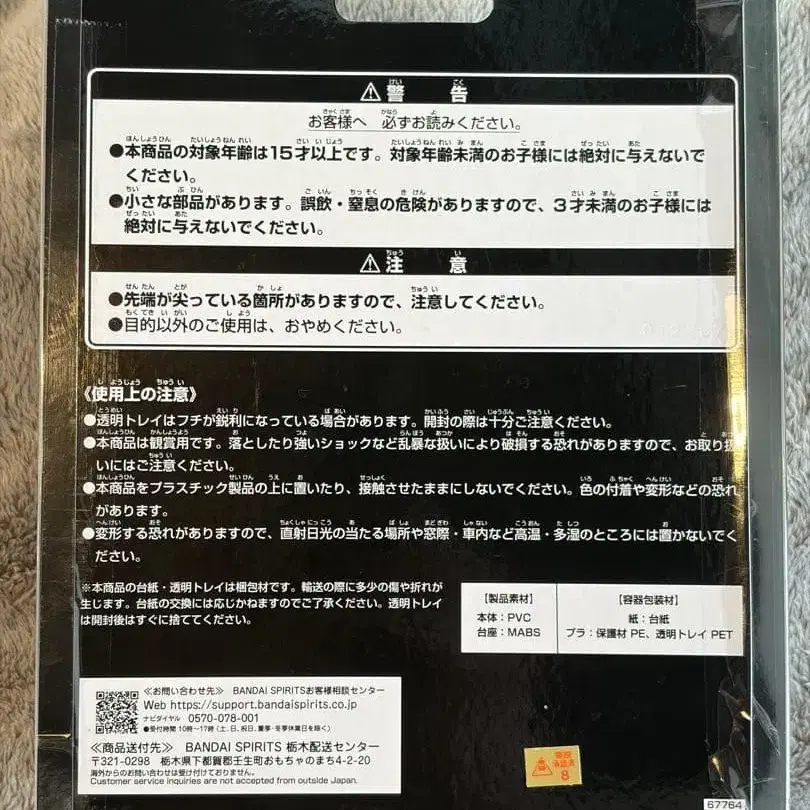 ⚠警告
お客様へ 必ずお読みください。
●本商品の対象年齢は15才以上です。対象年齢未満のお子様には絶対に与えないで
ください。
●小さな部品があります。誤飲・窒息の危険がありますので、3才未満のお子様には
絶対に与えないでください。
⚠注意
●先端が尖っている箇所がありますので、注意してください。
●目的以外のご使用は、おやめください。
《使用上の注意》
●透明トレイはフチが鋭利になっている場合があります。開封の際は十分ご注意ください。
●本商品は観賞用です。落としたり強いショックなど乱暴な扱いにより破損する恐れがありますので、お取り扱
いにはご注意ください。
●本商品をプラスチック製品の上に置いたり、接触させたままにしないでください。色の付着や変形などの恐れ
があります。
●変形する恐れがありますので、直射日光の当たる場所や窓際・車内など高温・多湿のところには置かないでく
ださい。
※本商品の台紙・透明トレイは梱包材です。輸送の際に多少の傷や折れが
生じます。台紙の交換には応じかねますのでご了承ください。透明トレイ
は開封後はすぐに捨ててください。
【製品素材】
本体：PVC
台座：MABS
【容器包装材】
紙：台紙
プラ：保護材 PE、透明トレイ PET
≪お問い合わせ先≫ BANDAI SPIRITSお客様相談センター
Web https://support.bandaispirits.co.jp
ナビダイヤル 0570-078-001
●受付時間 10時〜17時（土、日、祝日、夏季・冬季休業日を除く）
≪商品送付先≫ BANDAI SPIRITS 栃木配送センター
〒321-0298 栃木県下都賀郡壬生町おもちゃのまち4-2-20
海外からのお問い合わせは受け付けておりません。
Customer service inquiries are not accepted from outside Japan.
8
67764